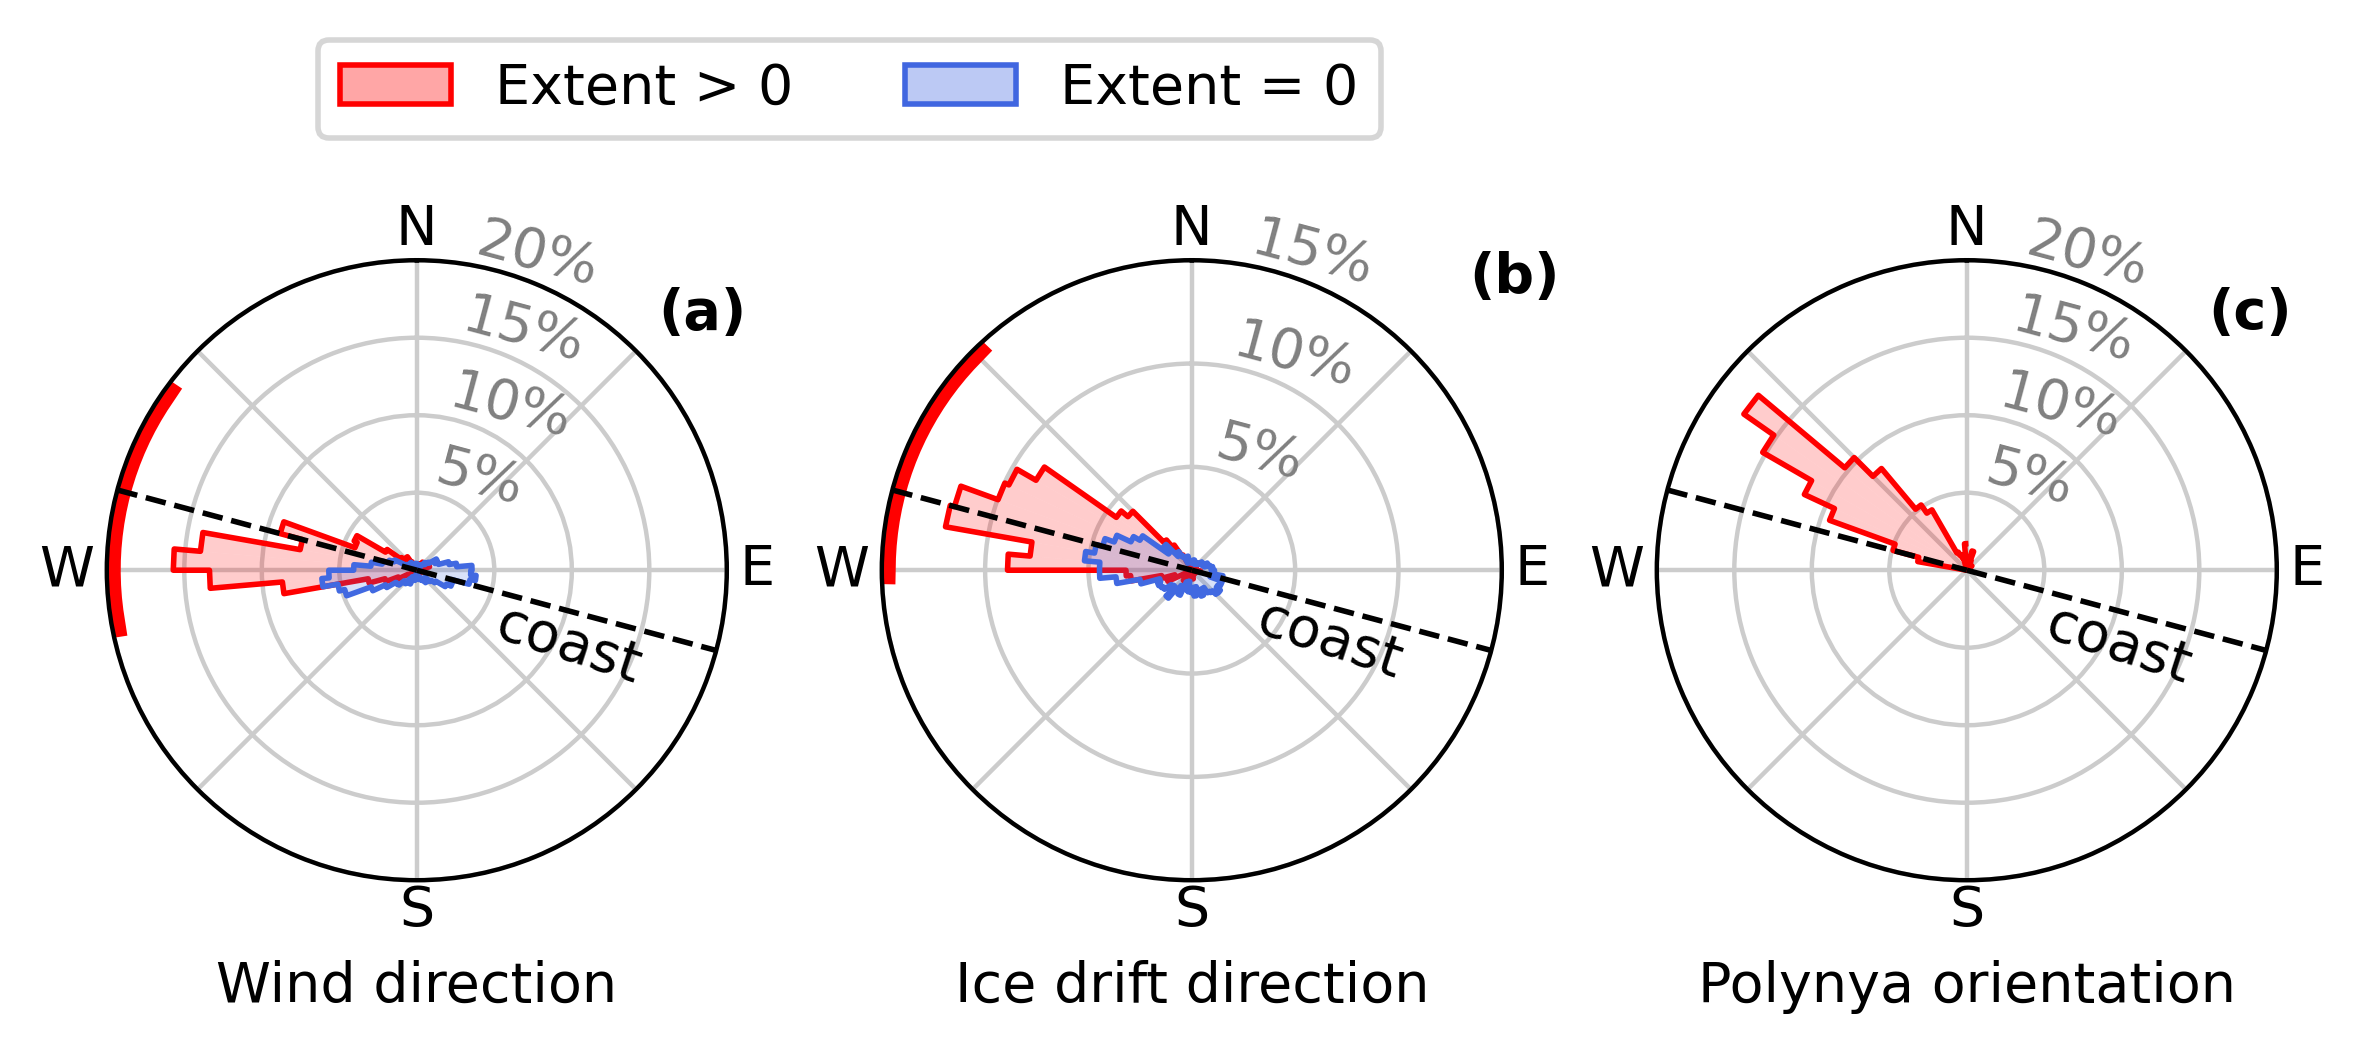 Extent > 0
Extent = 0
N
20%
15%
10%
5%
(a)
W
E
coast
S
Wind direction
N
15%
10%
5%
(b)
W
E
coast
S
Ice drift direction
N
20%
15%
10%
5%
(c)
W
E
coast
S
Polynya orientation